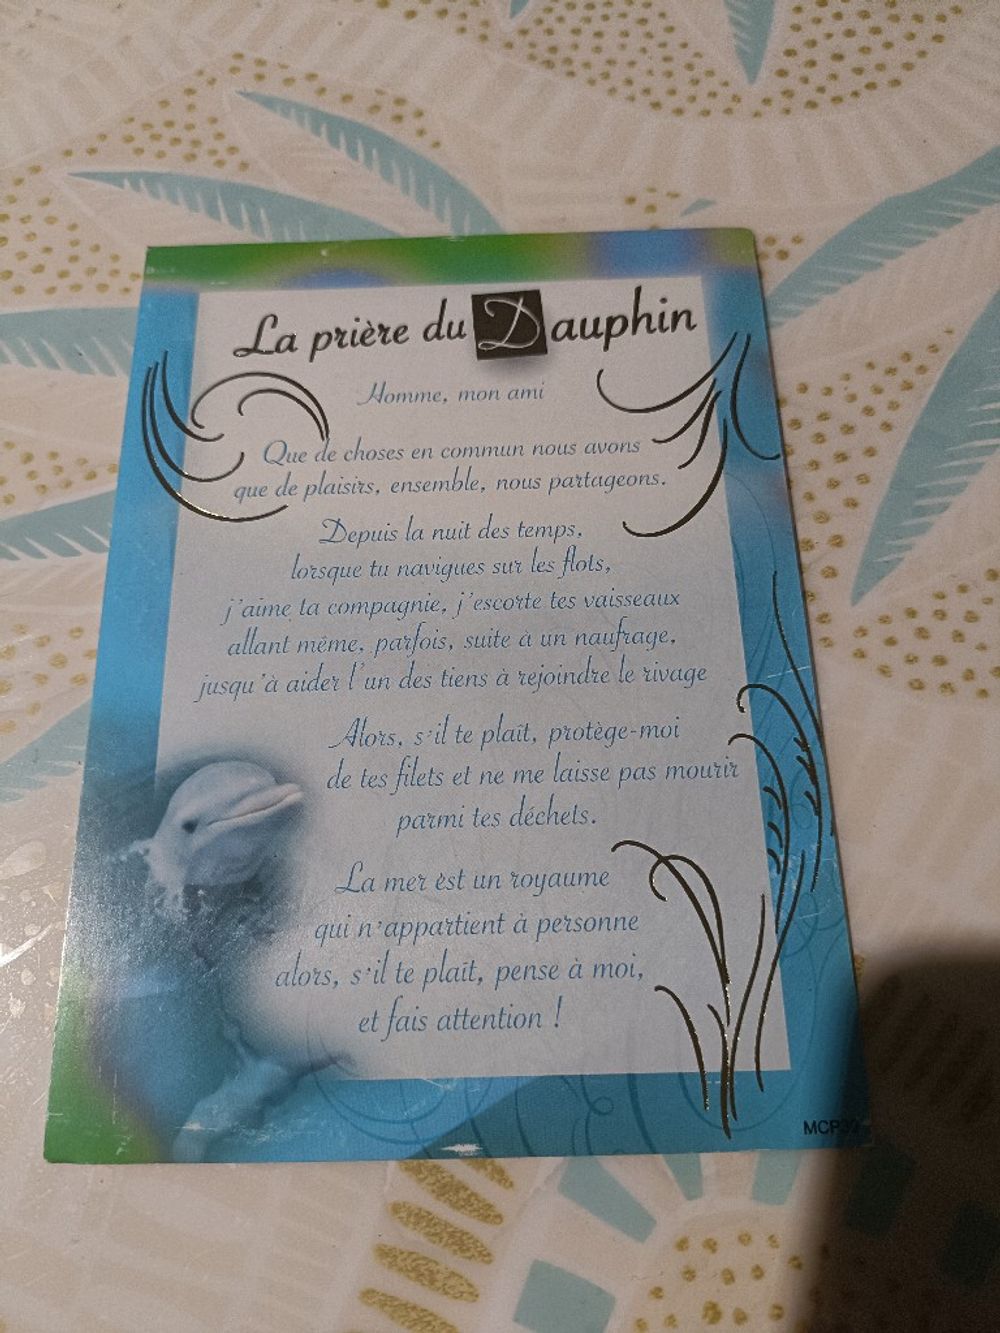 La prière du Dauphin
Homme, mon ami
Que de choses en commun nous avons
que de plaisirs, ensemble, nous partageons.
Depuis la nuit des temps,
lorsque tu navigues sur les flots,
j'aime ta compagnie, j'escorte tes vaisseaux
allant même, parfois, suite à un naufrage,
jusqu'à aider l'un des tiens à rejoindre le rivage
Alors, s'il te plaît, protège-moi
de tes filets et ne me laisse pas mourir
parmi tes déchets.
La mer est un royaume
qui n'appartient à personne
alors, s'il te plaît, pense à moi,
et fais attention !